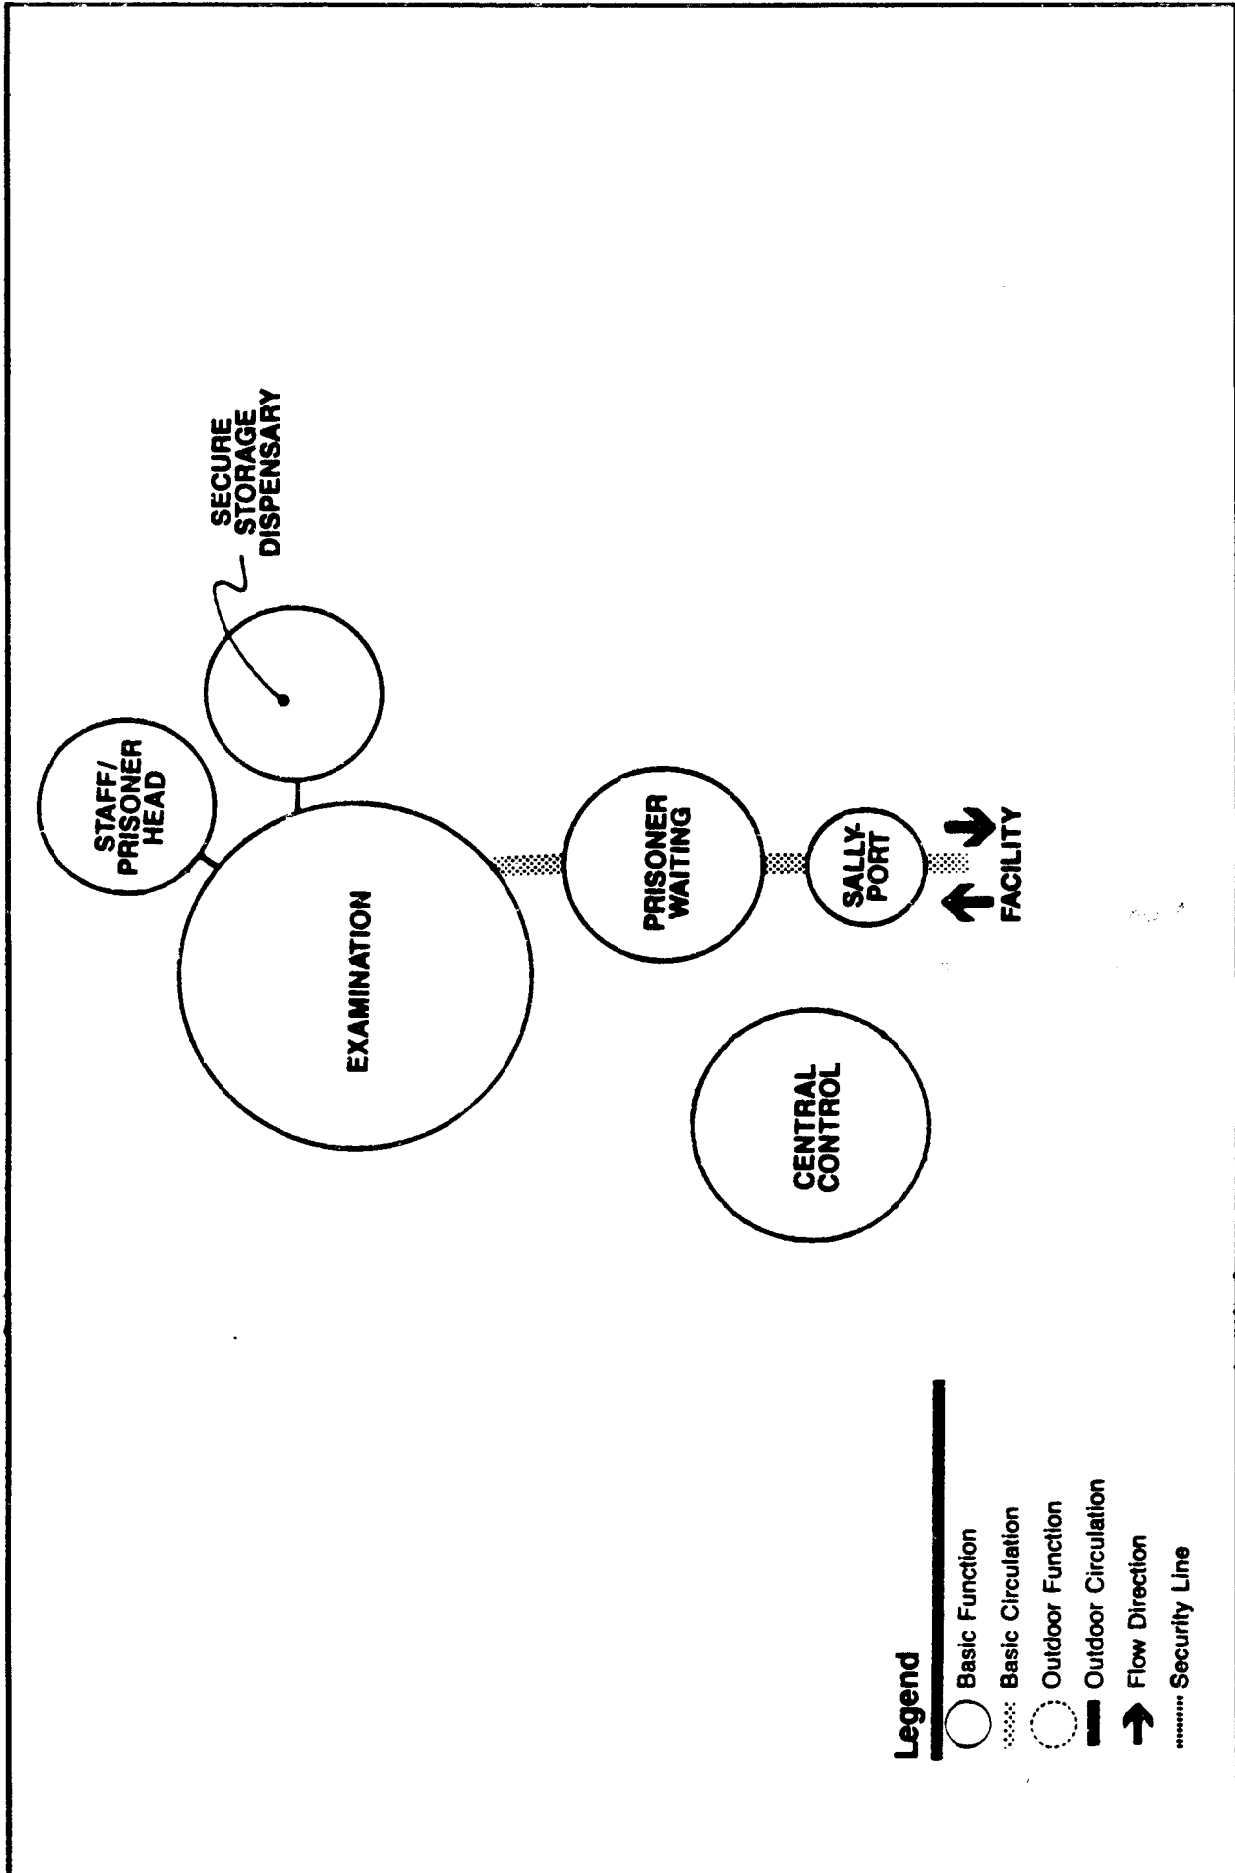 STAFF/
PRISONER
HEAD
SECURE
STORAGE
DISPENSARY
EXAMINATION
PRISONER
WAITING
SALLY-
PORT
FACILITY
CENTRAL
CONTROL
Legend
Basic Function
Basic Circulation
Outdoor Function
Outdoor Circulation
Flow Direction
Security Line